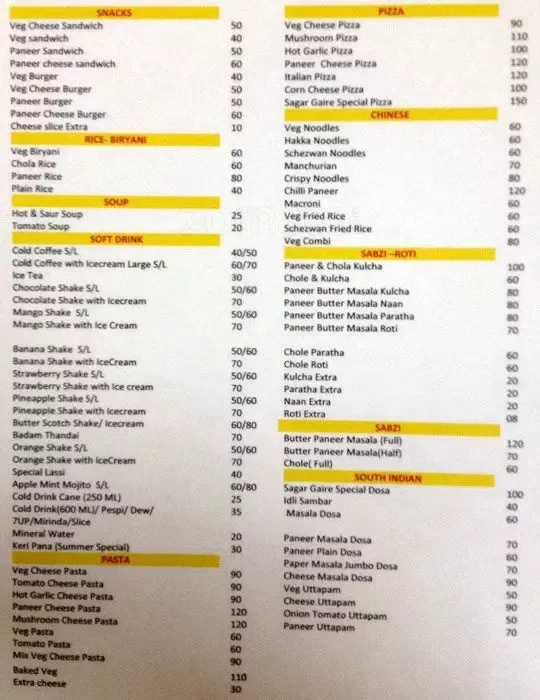 SNACKS
Veg Cheese Sandwich 50
Veg sandwich 40
Paneer Sandwich 50
Paneer cheese sandwich 60
Veg Burger 40
Veg Cheese Burger 50
Paneer Burger 50
Paneer Cheese Burger 60
Cheese slice Extra 10
RICE- BIRYANI
Veg Biryani 60
Chola Rice 60
Paneer Rice 80
Plain Rice 40
SOUP
Hot & Saur Soup 25
Tomato Soup 20
SOFT DRINK
Cold Coffee S/L 40/50
Cold Coffee with Icecream Large S/L 60/70
Ice Tea 30
Chocolate Shake S/L 50/60
Chocolate Shake with Icecream 70
Mango Shake S/L 50/60
Mango Shake with Ice Cream 70
Banana Shake S/L 50/60
Banana Shake with IceCream 70
Strawberry Shake S/L 50/60
Strawberry Shake with Ice cream 70
Pineapple Shake S/L 50/60
Pineapple Shake with Icecream 70
Butter Scotch Shake/ Icecream 60/80
Badam Thandai 70
Orange Shake S/L 50/60
Orange Shake with IceCream 70
Special Lassi 40
Apple Mint Mojito S/L 60/80
Cold Drink Cane (250 ML) 25
Cold Drink(600 ML)/ Pespi/ Dew/ 35
7UP/Mirinda/Slice
Mineral Water 20
Keri Pana (Summer Special) 30
PASTA
Veg Cheese Pasta 90
Tomato Cheese Pasta 90
Hot Garlic Cheese Pasta 90
Paneer Cheese Pasta 120
Mushroom Cheese Pasta 120
Veg Pasta 60
Tomato Pasta 60
Mix Veg Cheese Pasta 90
Baked Veg 110
Extra cheese 30
PIZZA
Veg Cheese Pizza 90
Mushroom Pizza 110
Hot Garlic Pizza 100
Paneer Cheese Pizza 120
Italian Pizza 120
Corn Cheese Pizza 100
Sagar Gaire Special Pizza 150
CHINESE
Veg Noodles 60
Hakka Noodles 60
Schezwan Noodles 60
Manchurian 70
Crispy Noodles 80
Chilli Paneer 120
Macroni 60
Veg Fried Rice 60
Schezwan Fried Rice 60
Veg Combi 80
SABZI –ROTI
Paneer & Chola Kulcha 100
Chole & Kulcha 60
Paneer Butter Masala Kulcha 80
Paneer Butter Masala Naan 80
Paneer Butter Masala Paratha 80
Paneer Butter Masala Roti 70
Chole Paratha 60
Chole Roti 60
Kulcha Extra 20
Paratha Extra 20
Naan Extra 20
Roti Extra 08
SABZI
Butter Paneer Masala (Full) 120
Butter Paneer Masala(Half) 70
Chole( Full) 60
SOUTH INDIAN
Sagar Gaire Special Dosa 100
Idli Sambar 40
Masala Dosa 60
Paneer Masala Dosa 70
Paneer Plain Dosa 60
Paper Masala Jumbo Dosa 70
Cheese Masala Dosa 90
Veg Uttapam 50
Cheese Uttapam 90
Onion Tomato Uttapam 50
Paneer Uttapam 70